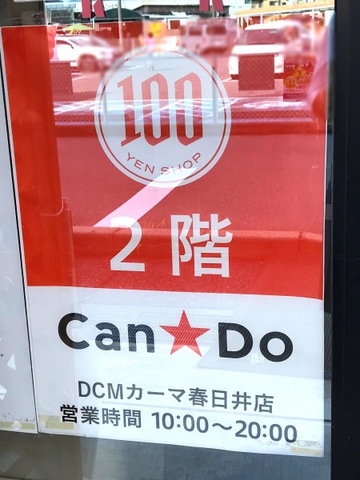 100
YEN SHOP
2階
Can★Do
DCMカーマ春日井店
営業時間 10:00〜20:00